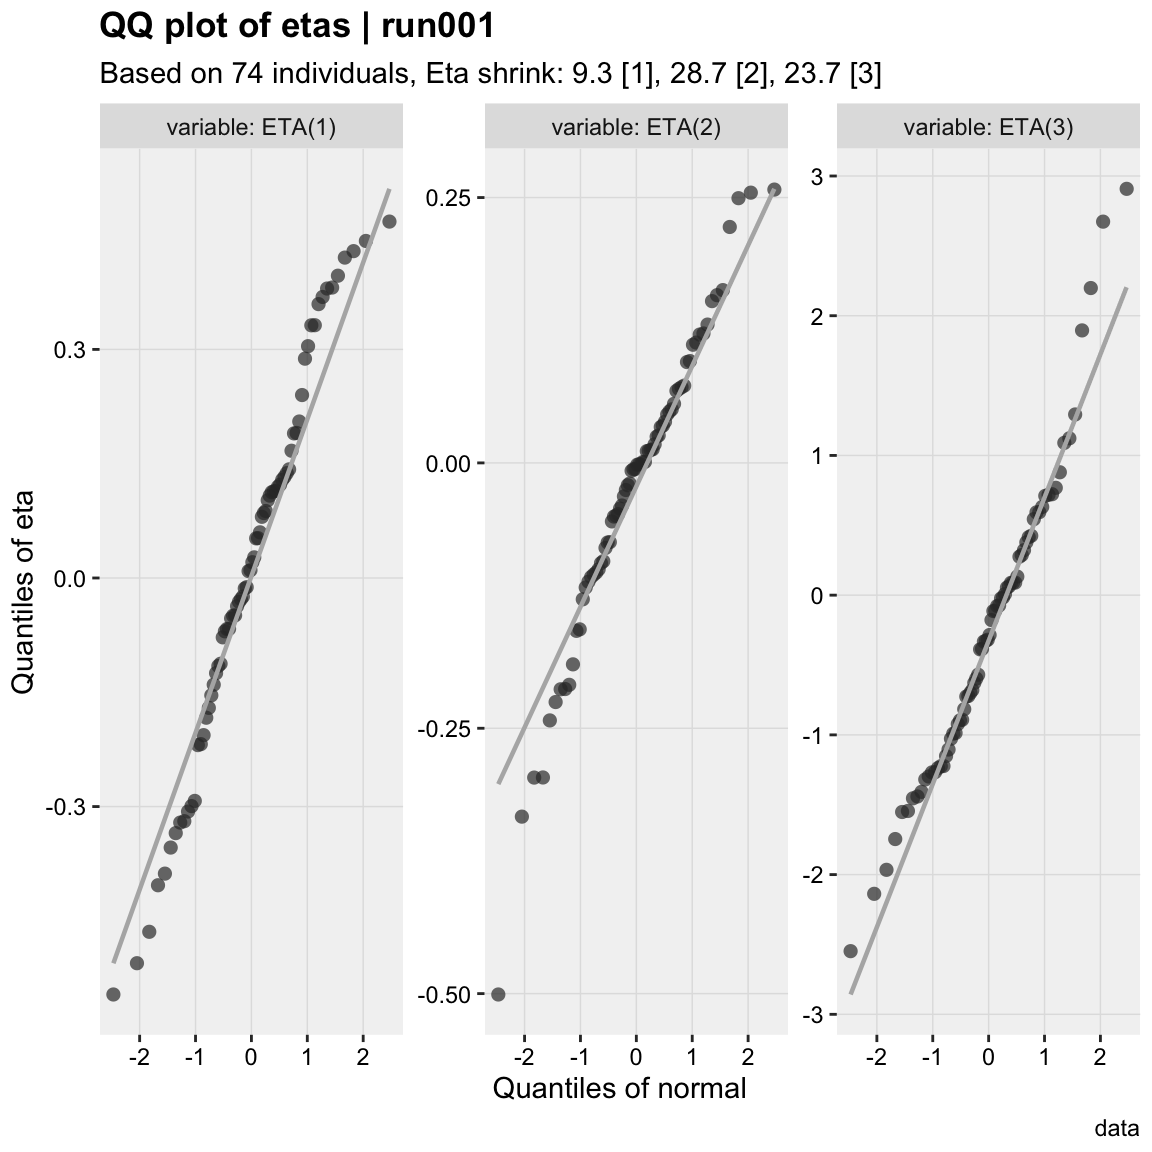 QQ plot of etas | run001
Based on 74 individuals, Eta shrink: 9.3 [1], 28.7 [2], 23.7 [3]
variable: ETA(1)
variable: ETA(2)
variable: ETA(3)
Quantiles of eta
0.3
0.0
-0.3
0.25
0.00
-0.25
-0.50
3
2
1
0
-1
-2
-3
-2 -1 0 1 2
-2 -1 0 1 2
-2 -1 0 1 2
Quantiles of normal
data